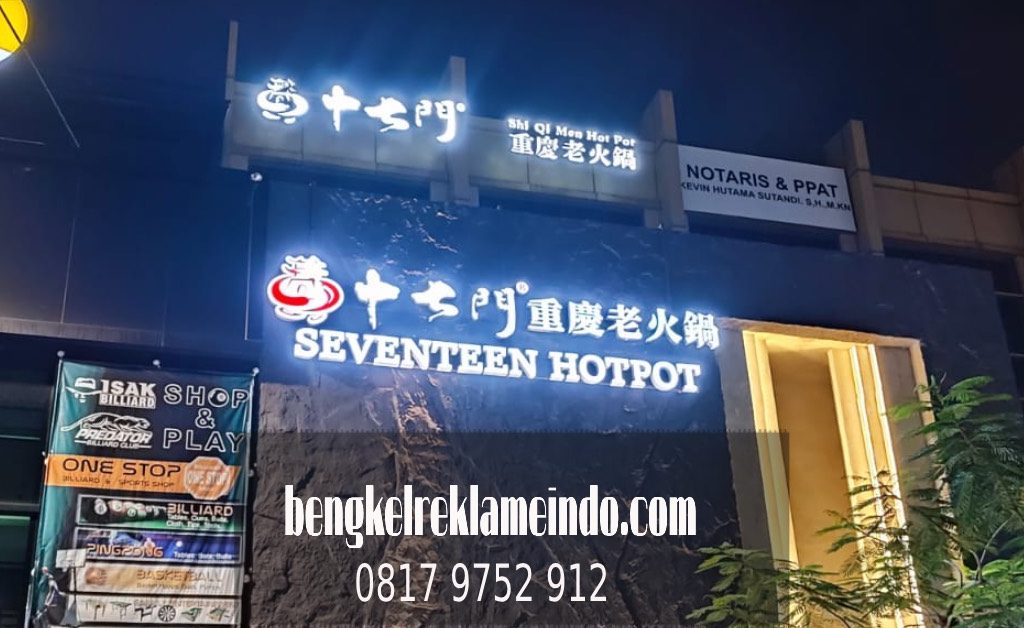 十七門®
Shi Qi Men Hot Pot
重慶老火鍋
NOTARIS & PPAT
KEVIN HUTAMA SUTANDI, S.H.,M.KN
十七門®重慶老火鍋
SEVENTEEN HOTPOT
JSAK
BILLIARD
SHOP
&
PLAY
PREDATOR
BILLIARD CLUB
ONE STOP
BILLIARD & SPORTS SHOP
ONE STOP
BILLIARD
PINGPONG
BASKETBALL
bengkelreklameindo.com
0817 9752 912